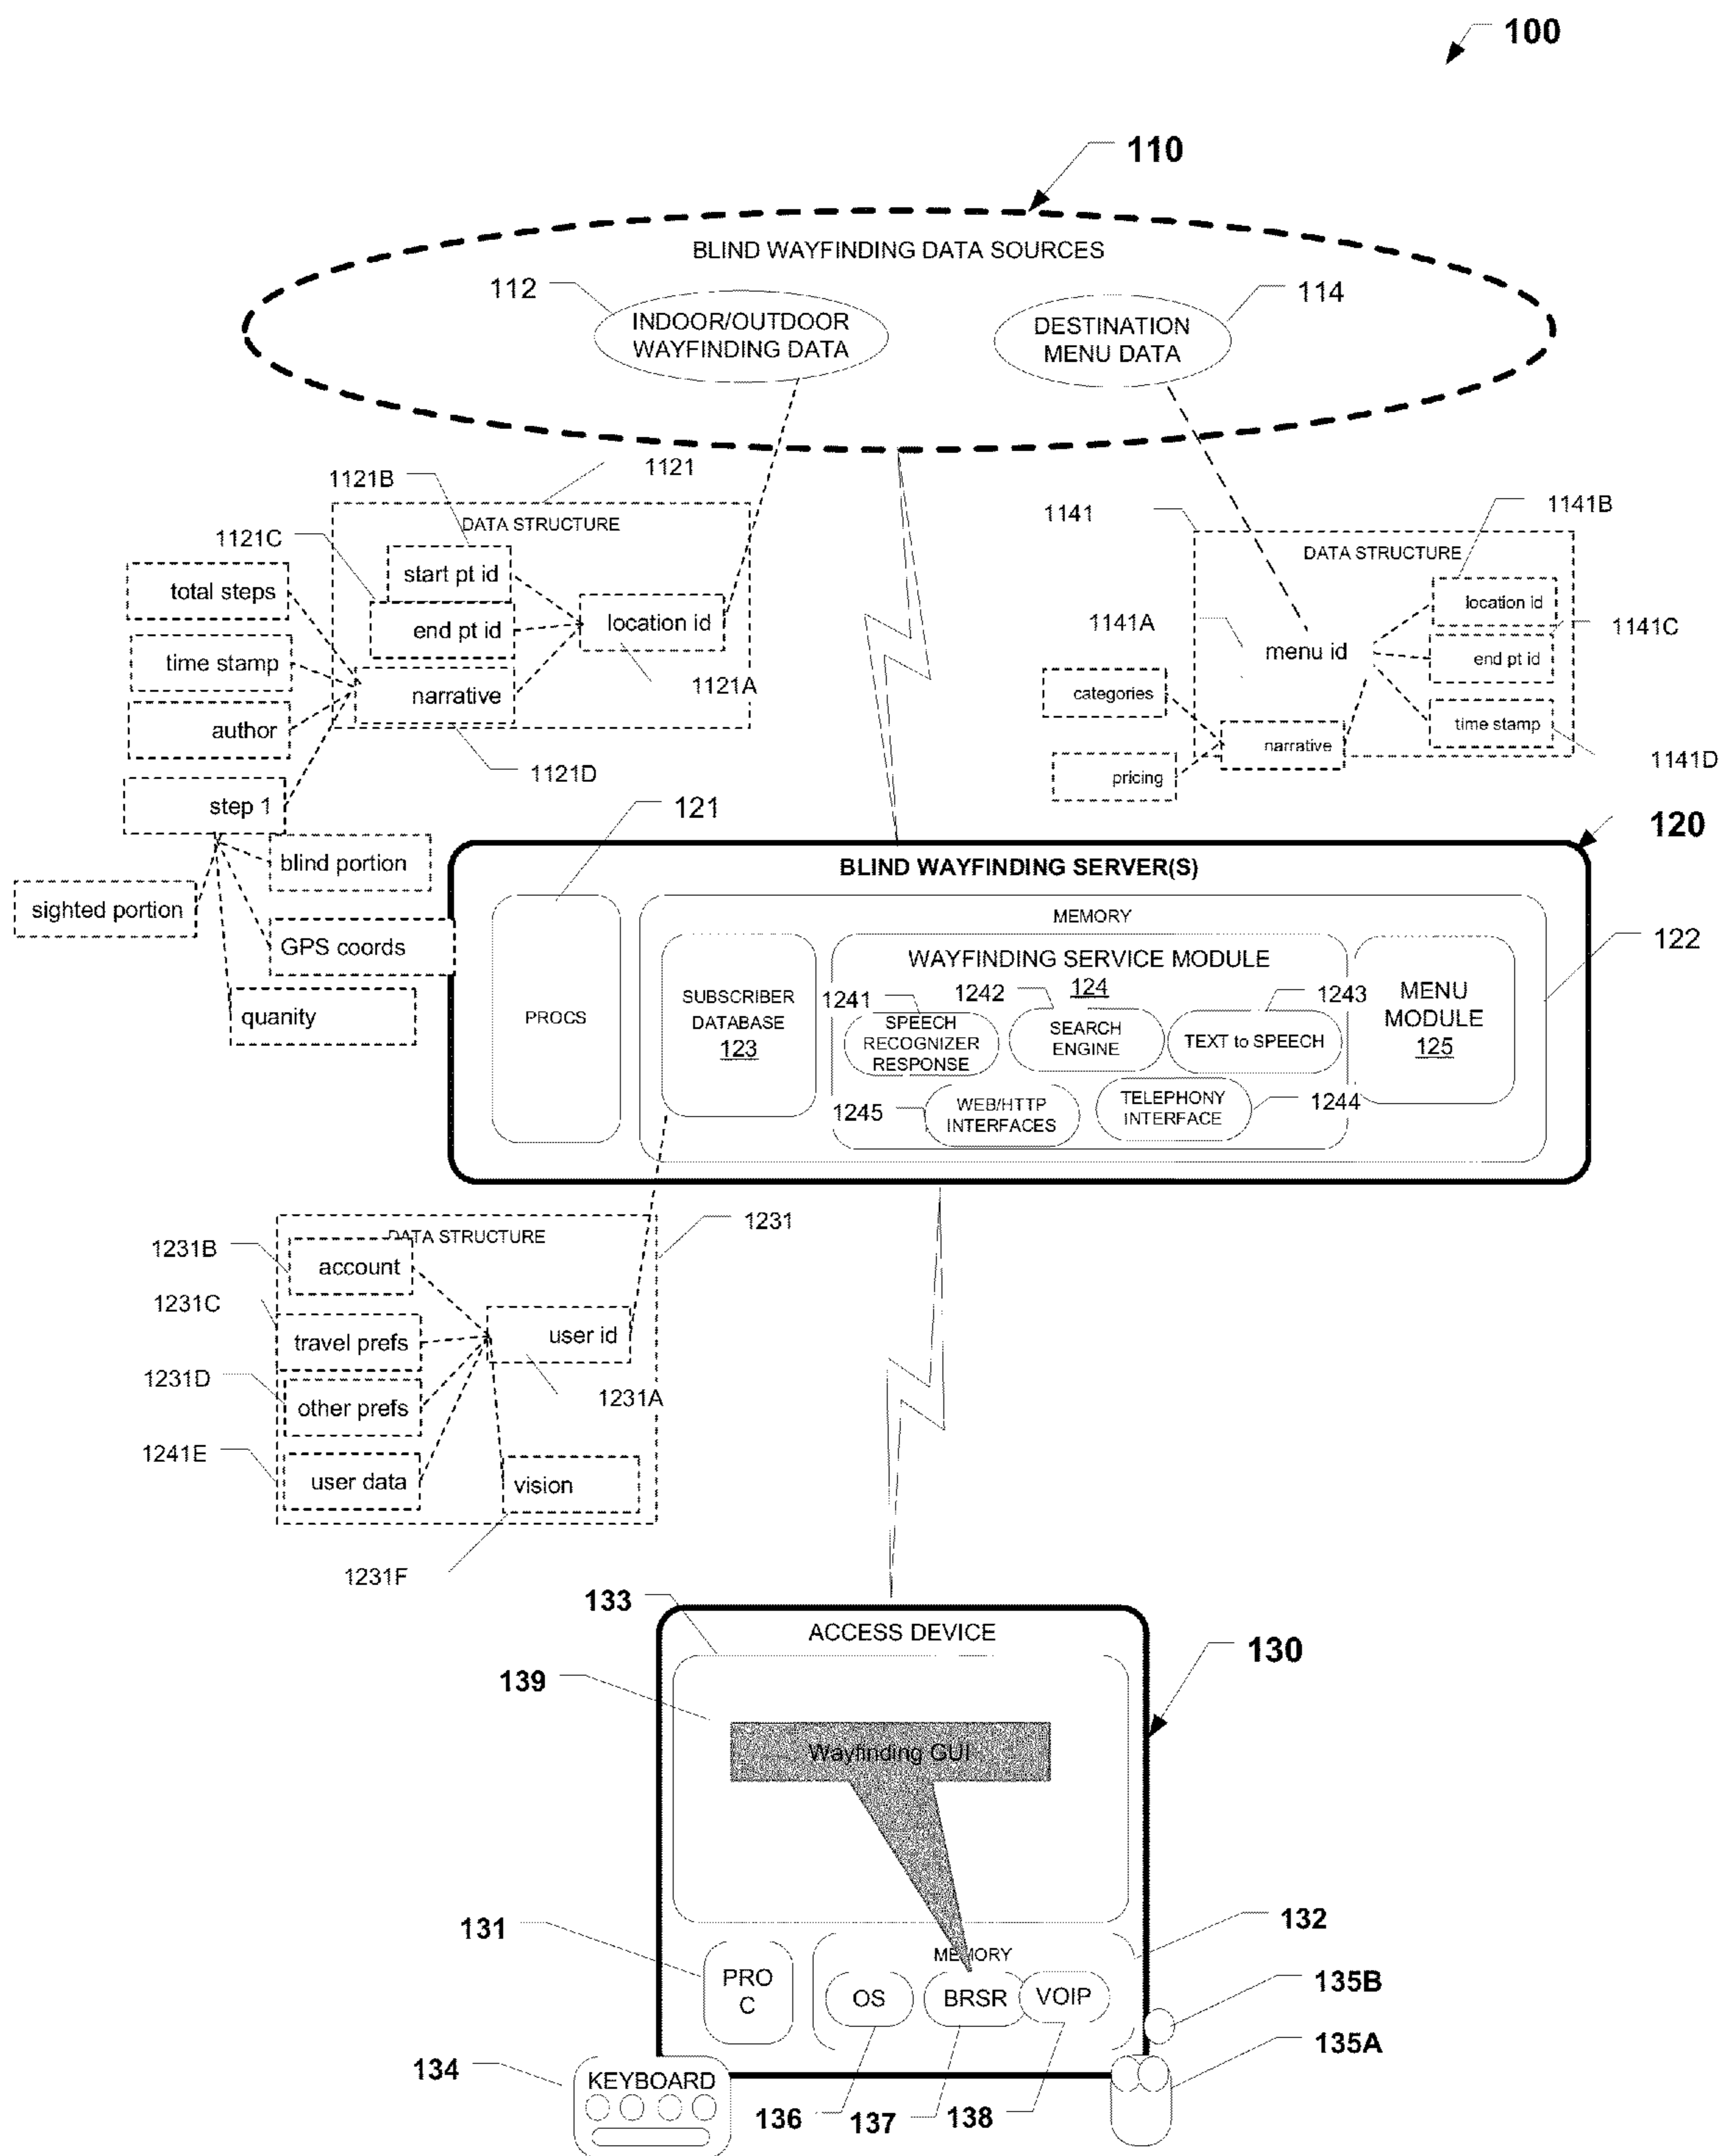 100
110
BLIND WAYFINDING DATA SOURCES
112
114
INDOOR/OUTDOOR
WAYFINDING DATA
DESTINATION
MENU DATA
1121
1121B
DATA STRUCTURE
1121C
start pt id
total steps
end pt id
location id
time stamp
1121A
narrative
author
1121D
step 1
blind portion
sighted portion
GPS coords
quanity
1141
1141B
DATA STRUCTURE
location id
1141A
1141C
menu id
end pt id
categories
time stamp
narrative
1141D
pricing
121
120
BLIND WAYFINDING SERVER(S)
MEMORY
122
PROCS
SUBSCRIBER
DATABASE
123
WAYFINDING SERVICE MODULE
124
1241
1242
1243
SPEECH
RECOGNIZER
RESPONSE
SEARCH
ENGINE
TEXT to SPEECH
1245
WEB/HTTP
INTERFACES
TELEPHONY
INTERFACE
1244
MENU
MODULE
125
1231
DATA STRUCTURE
1231B
account
1231C
user id
travel prefs
1231D
1231A
other prefs
1241E
user data
vision
1231F
133
ACCESS DEVICE
130
139
Wayfinding GUI
131
132
MEMORY
PRO
C
OS
BRSR
VOIP
135B
135A
134
KEYBOARD
136
137
138